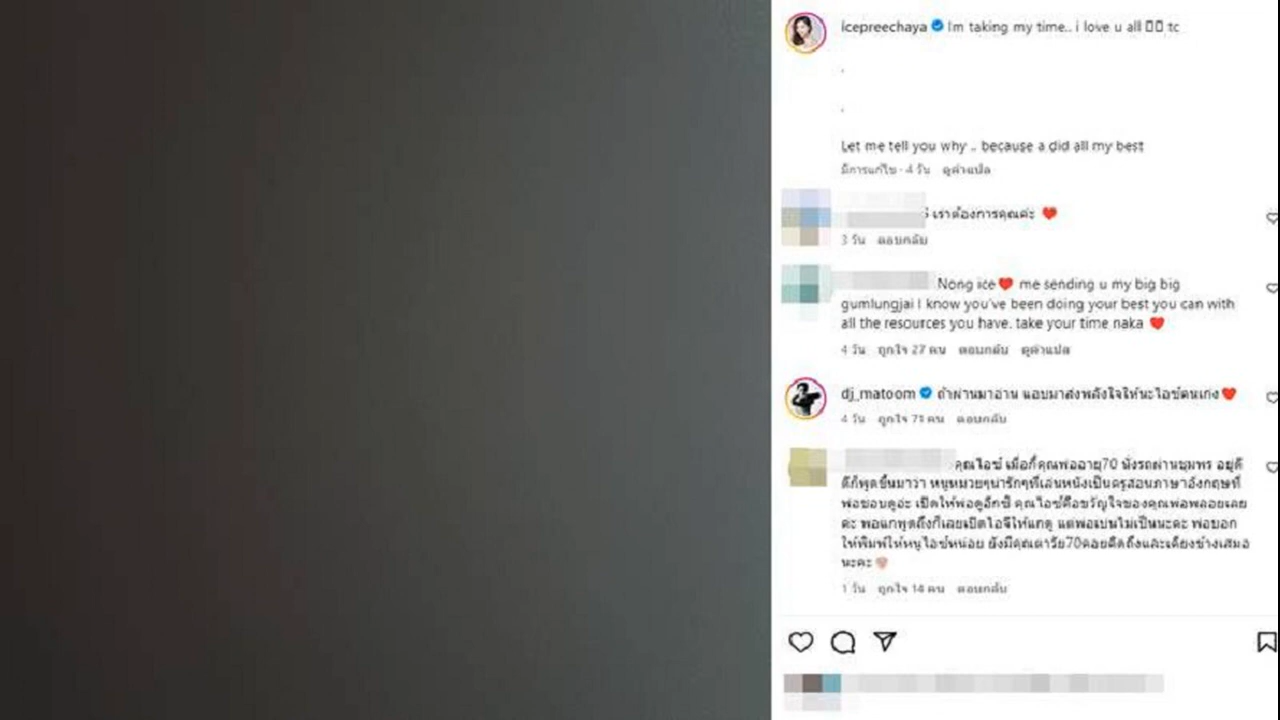 icepreechaya Im taking my time.. i love u all ▯▯ tc
.
.
Let me tell you why .. because a did all my best
มีการแก้ไข · 4 วัน ดูคำแปล
เราต้องการคุณค่ะ ❤️
3 วัน ตอบกลับ
Nong ice❤️ me sending u my big big
gumlungjai I know you've been doing your best you can with
all the resources you have. take your time naka ❤️
4 วัน ถูกใจ 27 คน ตอบกลับ ดูคำแปล
dj_matoom ถ้าผ่านมาอ่าน แอบมาส่งพลังใจให้นะไอซ์คนเก่ง❤️
4 วัน ถูกใจ 71 คน ตอบกลับ
คุณไอซ์ เมื่อกี้คุณพ่ออายุ70 นั่งรถผ่านชุมพร อยู่ดี
ดีก็พูดขึ้นมาว่า หนูหมวยๆน่ารักๆที่เล่นหนังเป็นครูสอนภาษาอังกฤษที่
พ่อชอบดูอ่ะ เปิดให้พ่อดูอีกซิ คุณไอซ์คือขวัญใจของคุณพ่อพลอยเลย
ค่ะ พอแกพูดถึงก็เลยเปิดไอจีให้แกดู แต่พ่อเม้นไม่เป็นนะคะ พ่อบอก
ให้พิมพ์ให้หนูไอซ์หน่อย ยังมีคุณตาวัย70คอยคิดถึงและเคียงข้างเสมอ
นะคะ
1 วัน ถูกใจ 14 คน ตอบกลับ